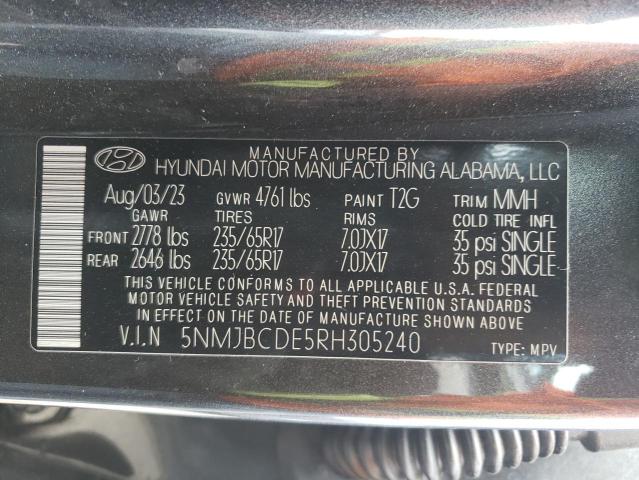 MANUFACTURED BY
HYUNDAI MOTOR MANUFACTURING ALABAMA, LLC
Aug/03/23 GVWR 4761 lbs PAINT T2G TRIM MMH
GAWR TIRES RIMS COLD TIRE INFL
FRONT 2778 lbs 235/65R17 7.0JX17 35 psi SINGLE
REAR 2646 lbs 235/65R17 7.0JX17 35 psi SINGLE
THIS VEHICLE CONFORMS TO ALL APPLICABLE U.S.A. FEDERAL
MOTOR VEHICLE SAFETY AND THEFT PREVENTION STANDARDS
IN EFFECT ON THE DATE OF MANUFACTURE SHOWN ABOVE.
V.I.N 5NMJBCDE5RH305240 TYPE: MPV